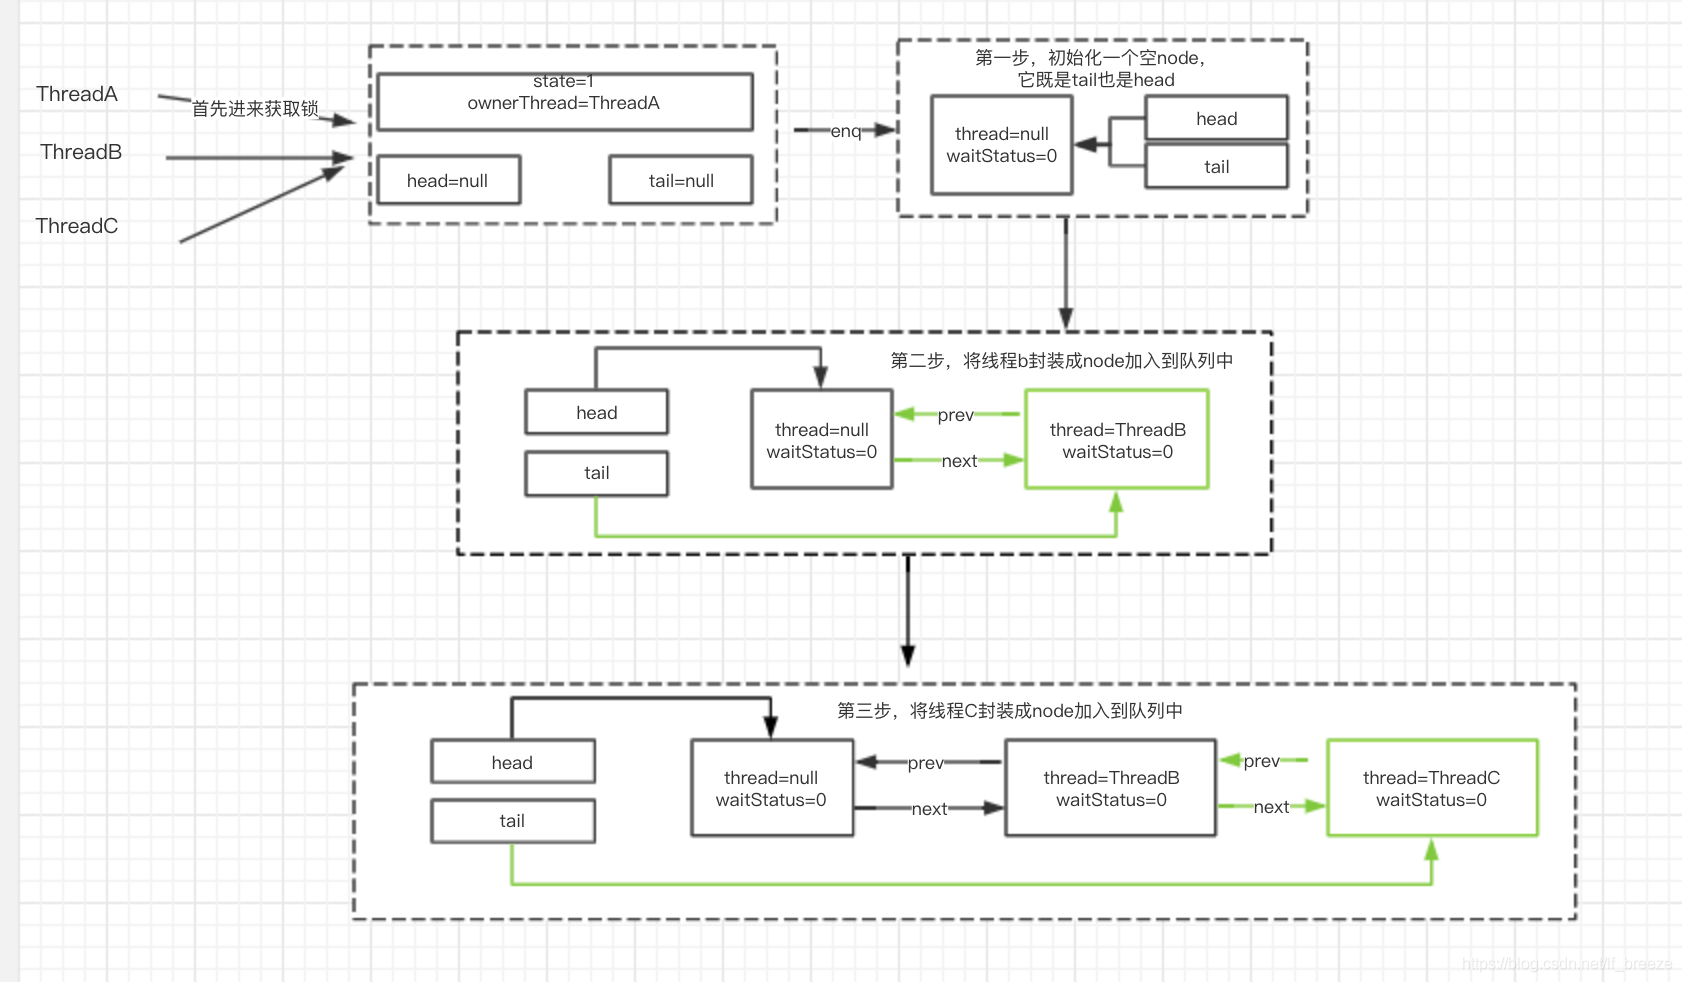 ThreadA
首先进来获取锁
ThreadB
ThreadC
state=1
ownerThread=ThreadA
head=null
tail=null
enq
第一步，初始化一个空node，
它既是tail也是head
thread=null
waitStatus=0
head
tail
第二步，将线程b封装成node加入到队列中
head
tail
thread=null
waitStatus=0
prev
next
thread=ThreadB
waitStatus=0
第三步，将线程C封装成node加入到队列中
head
tail
thread=null
waitStatus=0
prev
next
thread=ThreadB
waitStatus=0
prev
next
thread=ThreadC
waitStatus=0
https://blog.csdn.net/lf_breeze